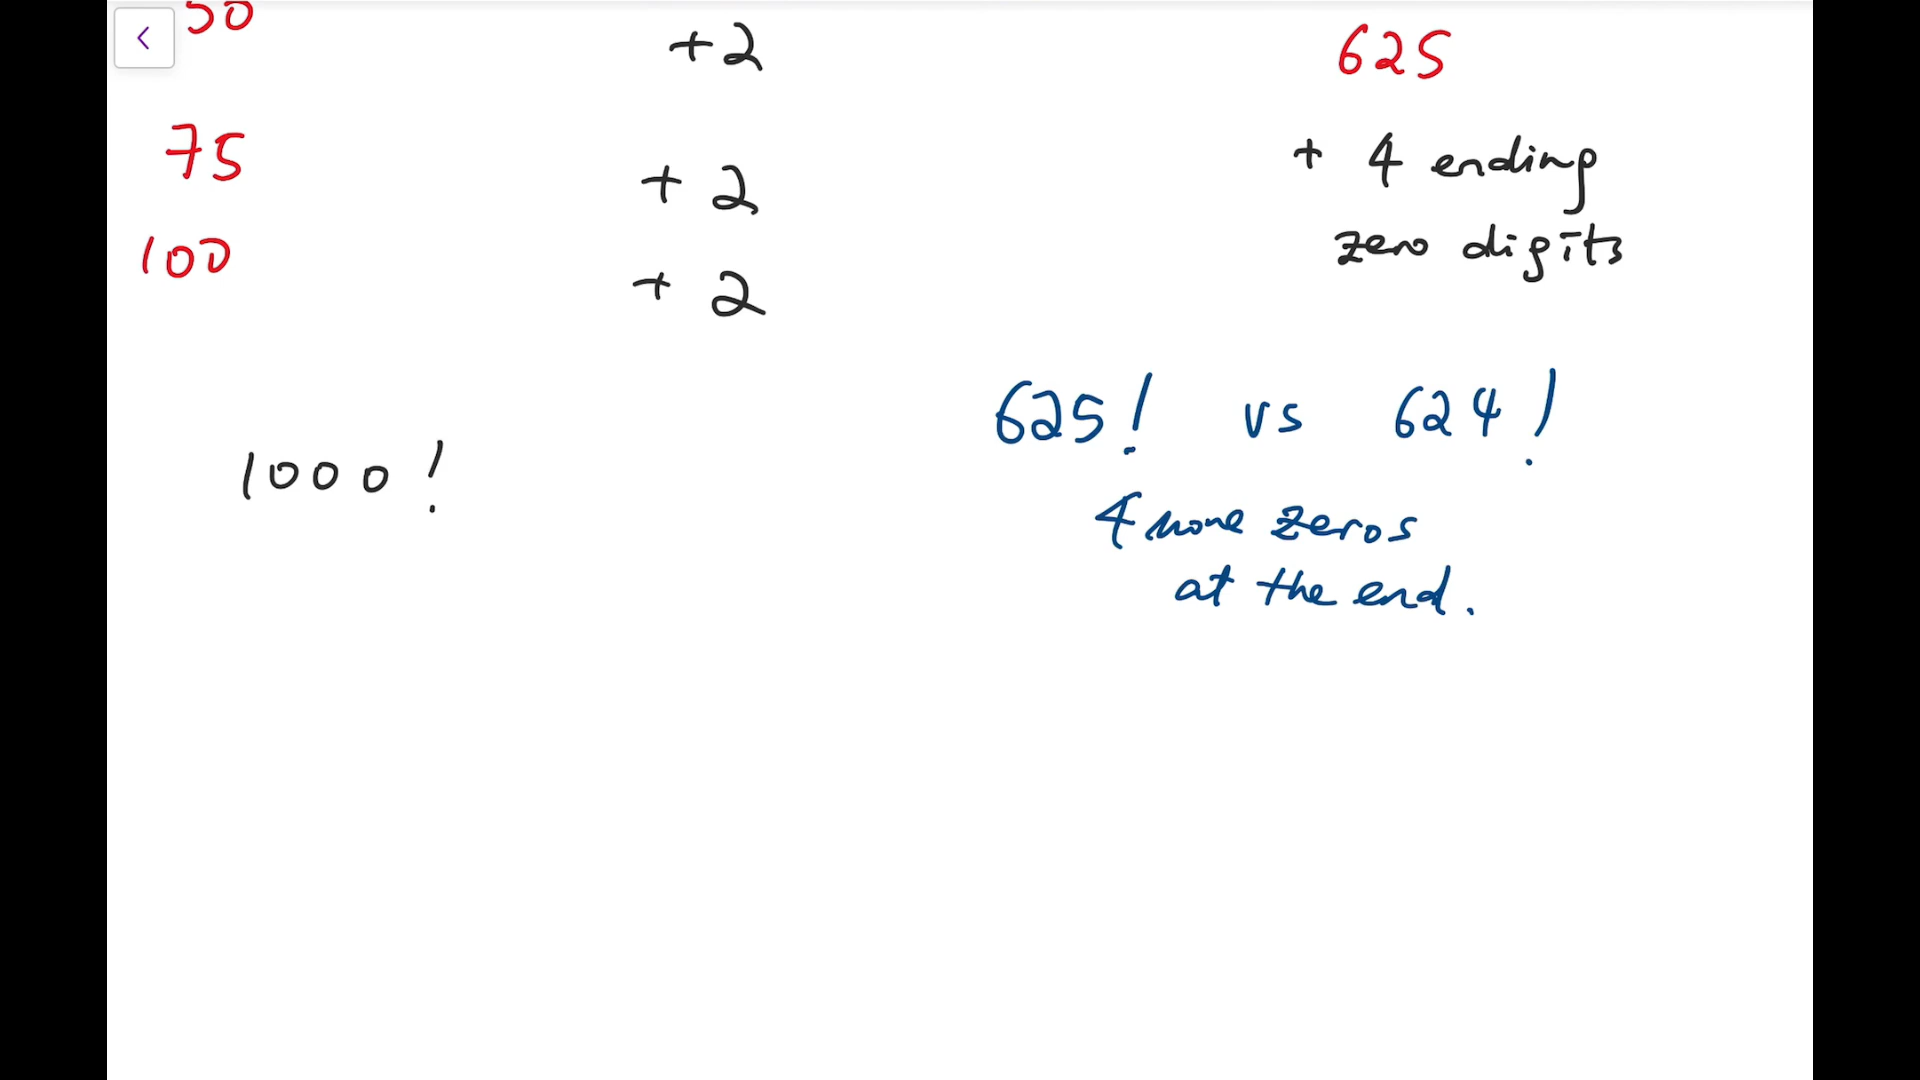 50 +2 625
75 + 2 + 4 ending
100 + 2 zero digits
625! vs 624!
1000!
4 more zeros
at the end.